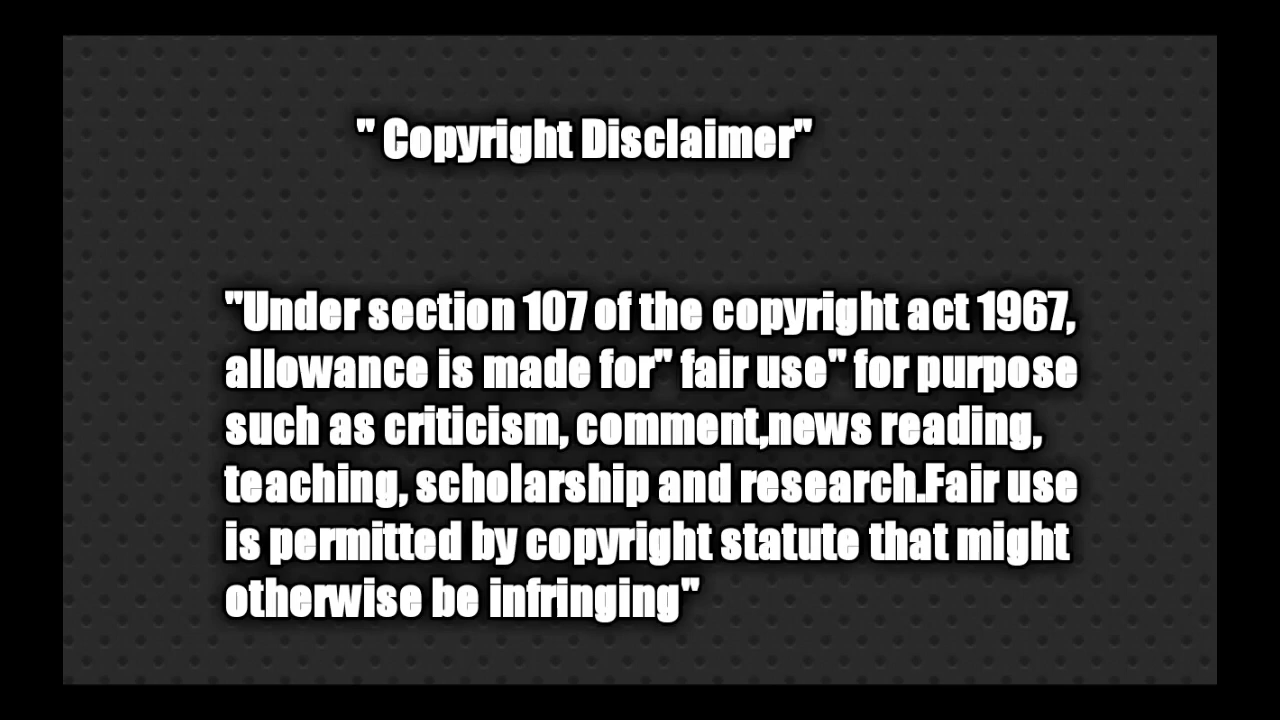 " Copyright Disclaimer"
"Under section 107 of the copyright act 1967,
allowance is made for" fair use" for purpose
such as criticism, comment,news reading,
teaching, scholarship and research.Fair use
is permitted by copyright statute that might
otherwise be infringing"